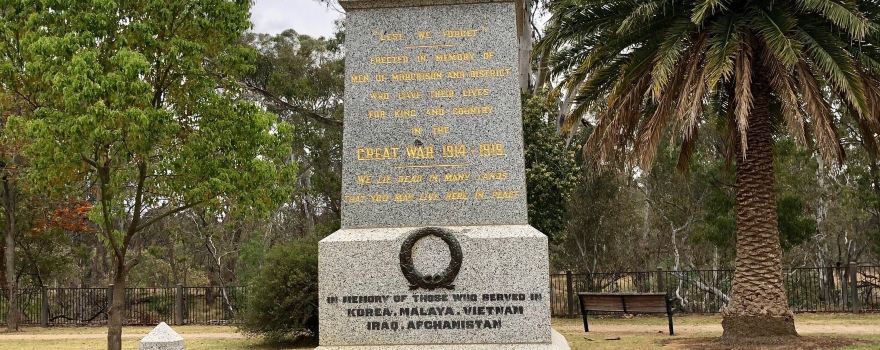 "LEST WE FORGET"
ERECTED IN MEMORY OF
MEN OF MURCHISON AND DISTRICT
WHO GAVE THEIR LIVES
FOR KING AND COUNTRY
IN THE
GREAT WAR 1914-1919.
WE LIE DEAD IN MANY LANDS
THAT YOU MAY LIVE HERE IN PEACE
IN MEMORY OF THOSE WHO SERVED IN
KOREA, MALAYA, VIETNAM
IRAQ, AFGHANISTAN